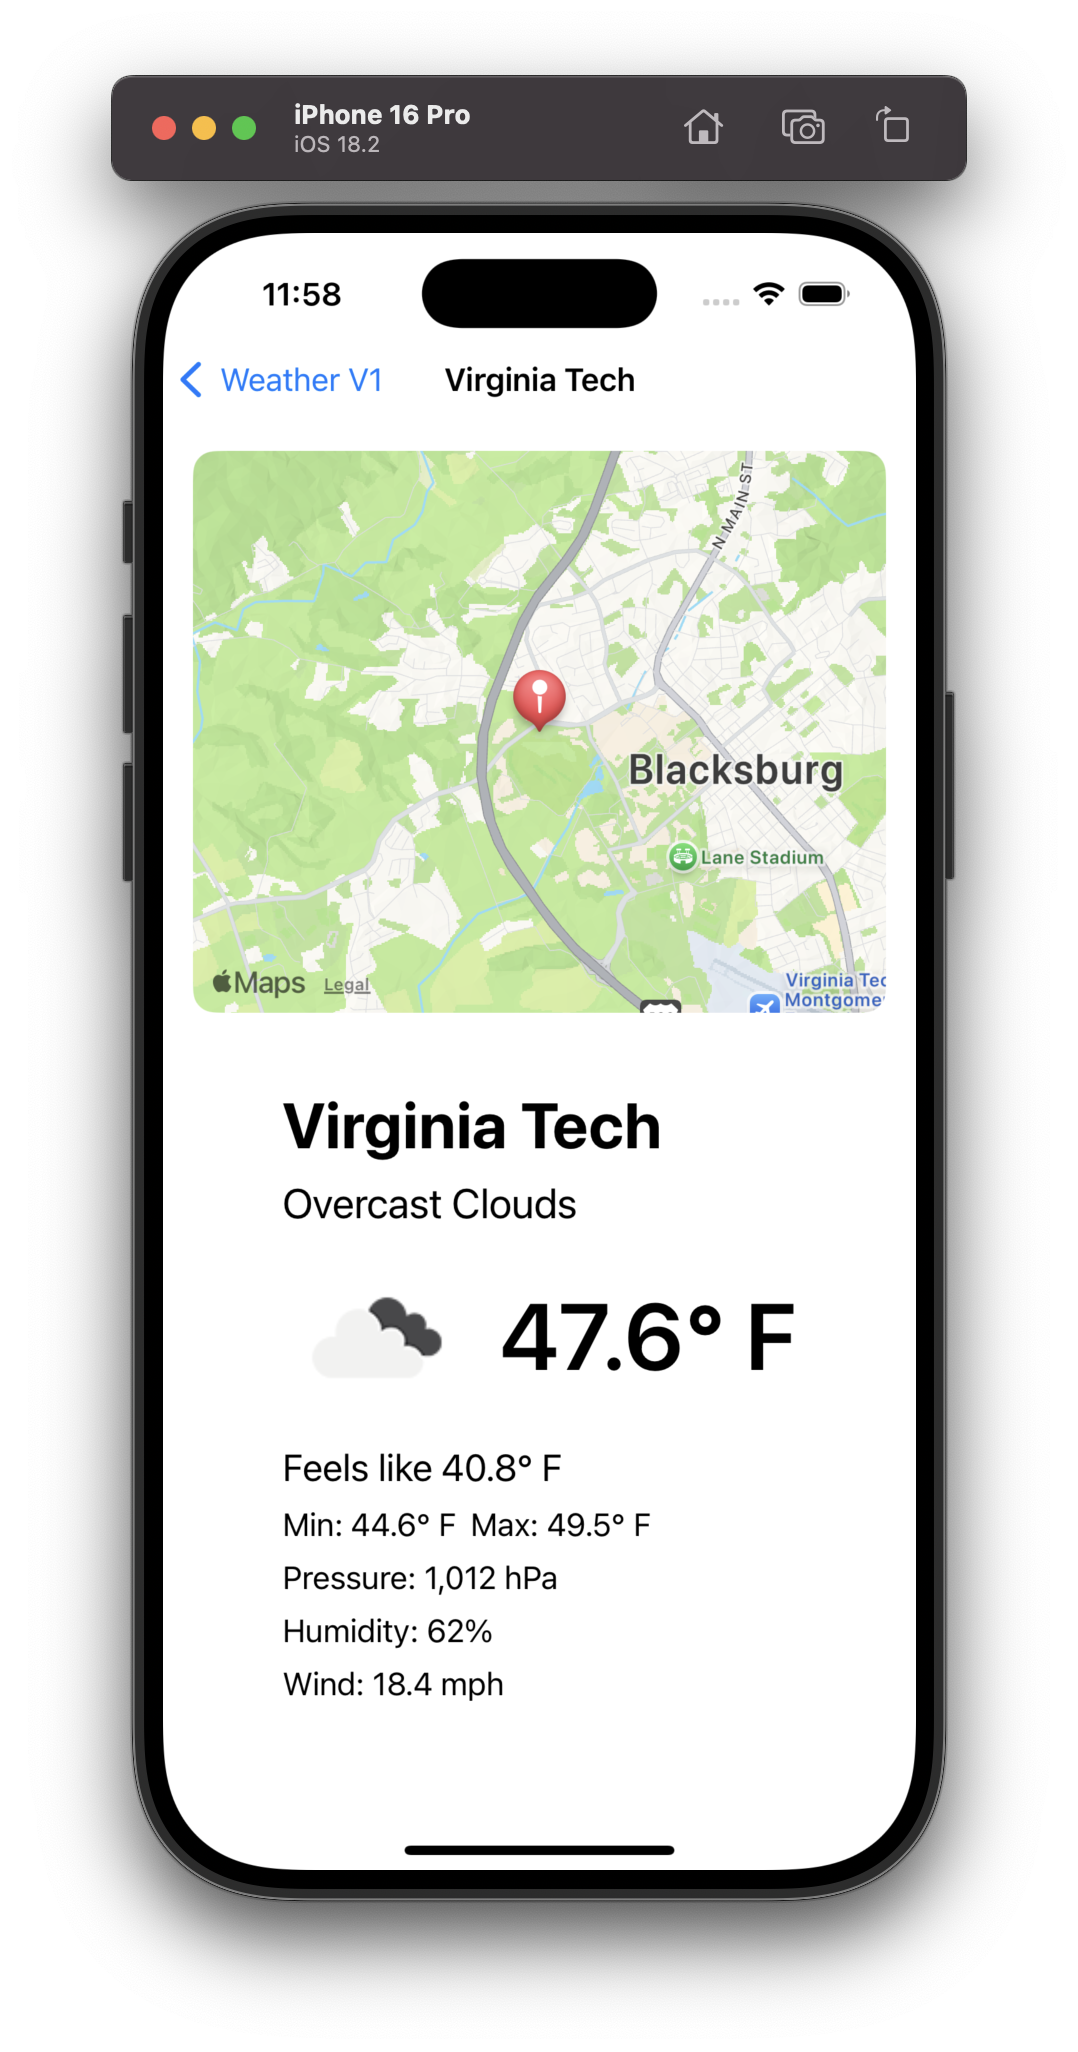 iPhone 16 Pro
iOS 18.2
11:58
Weather V1
Virginia Tech
N MAIN ST
Blacksburg
Lane Stadium
Maps
Legal
Virginia Tec
Montgome
Virginia Tech
Overcast Clouds
47.6° F
Feels like 40.8° F
Min: 44.6° F Max: 49.5° F
Pressure: 1,012 hPa
Humidity: 62%
Wind: 18.4 mph